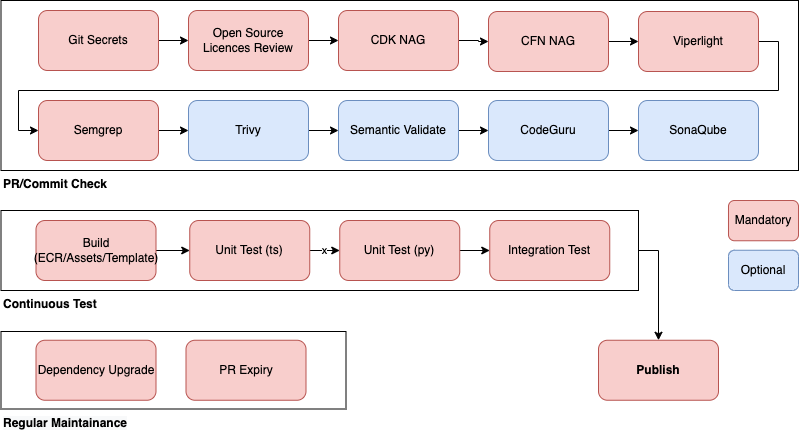 Git Secrets
Open Source
Licences Review
CDK NAG
CFN NAG
Viperlight
Semgrep
Trivy
Semantic Validate
CodeGuru
SonaQube
PR/Commit Check
Build
(ECR/Assets/Template)
Unit Test (ts)
x
Unit Test (py)
Integration Test
Continuous Test
Mandatory
Optional
Dependency Upgrade
PR Expiry
Publish
Regular Maintainance